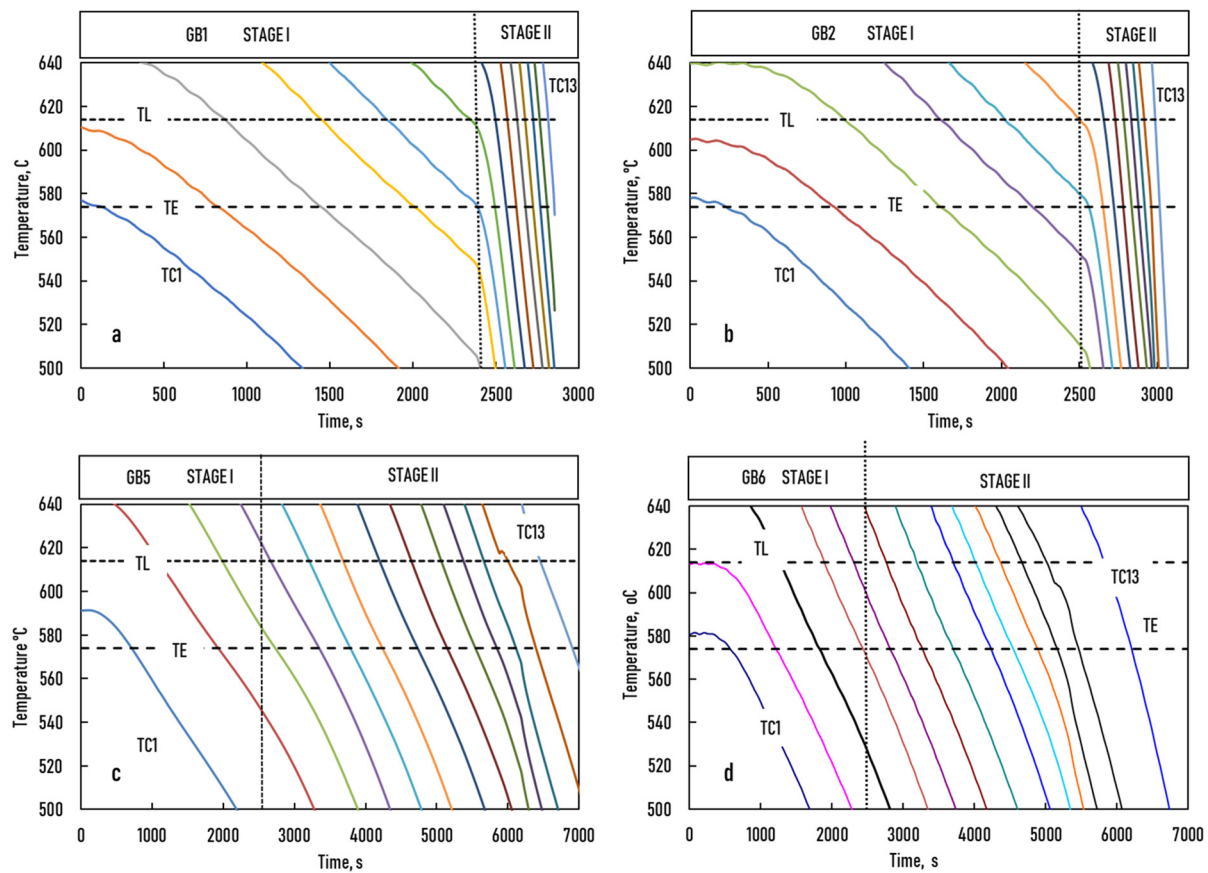 GB1 STAGE I STAGE II
640
620
600
580
560
540
520
500
Temperature, C
TL
TE
TC1
TC13
a
0 500 1000 1500 2000 2500 3000
Time, s
GB2 STAGE I STAGE II
640
620
600
580
560
540
520
500
Temperature, °C
TL
TE
TC1
TC13
b
0 500 1000 1500 2000 2500 3000
Time, s
GB5 STAGE I STAGE II
640
620
600
580
560
540
520
500
Temperature °C
TL
TE
TC1
TC13
c
0 1000 2000 3000 4000 5000 6000 7000
Time, s
GB6 STAGE I STAGE II
640
620
600
580
560
540
520
500
Temperature, oC
TL
TC13
TE
TC1
d
0 1000 2000 3000 4000 5000 6000 7000
Time, s